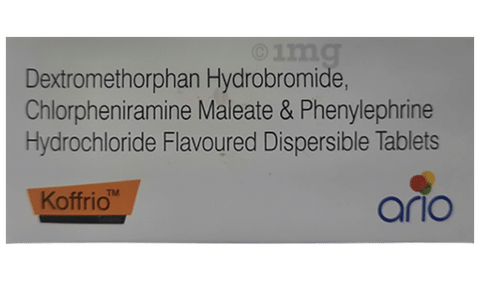 1mg
Dextromethorphan Hydrobromide,
Chlorpheniramine Maleate & Phenylephrine
Hydrochloride Flavoured Dispersible Tablets
Koffrio™
ario